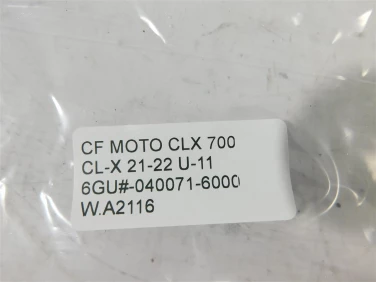 CF MOTO CLX 700
CL-X 21-22 U-11
6GU#-040071-6000
W.A2116